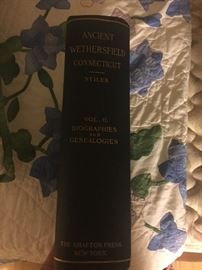 ANCIENT
WETHERSFIELD
CONNECTICUT
STILES
VOL. II.
BIOGRAPHIES
AND
GENEALOGIES
THE GRAFTON PRESS
NEW YORK